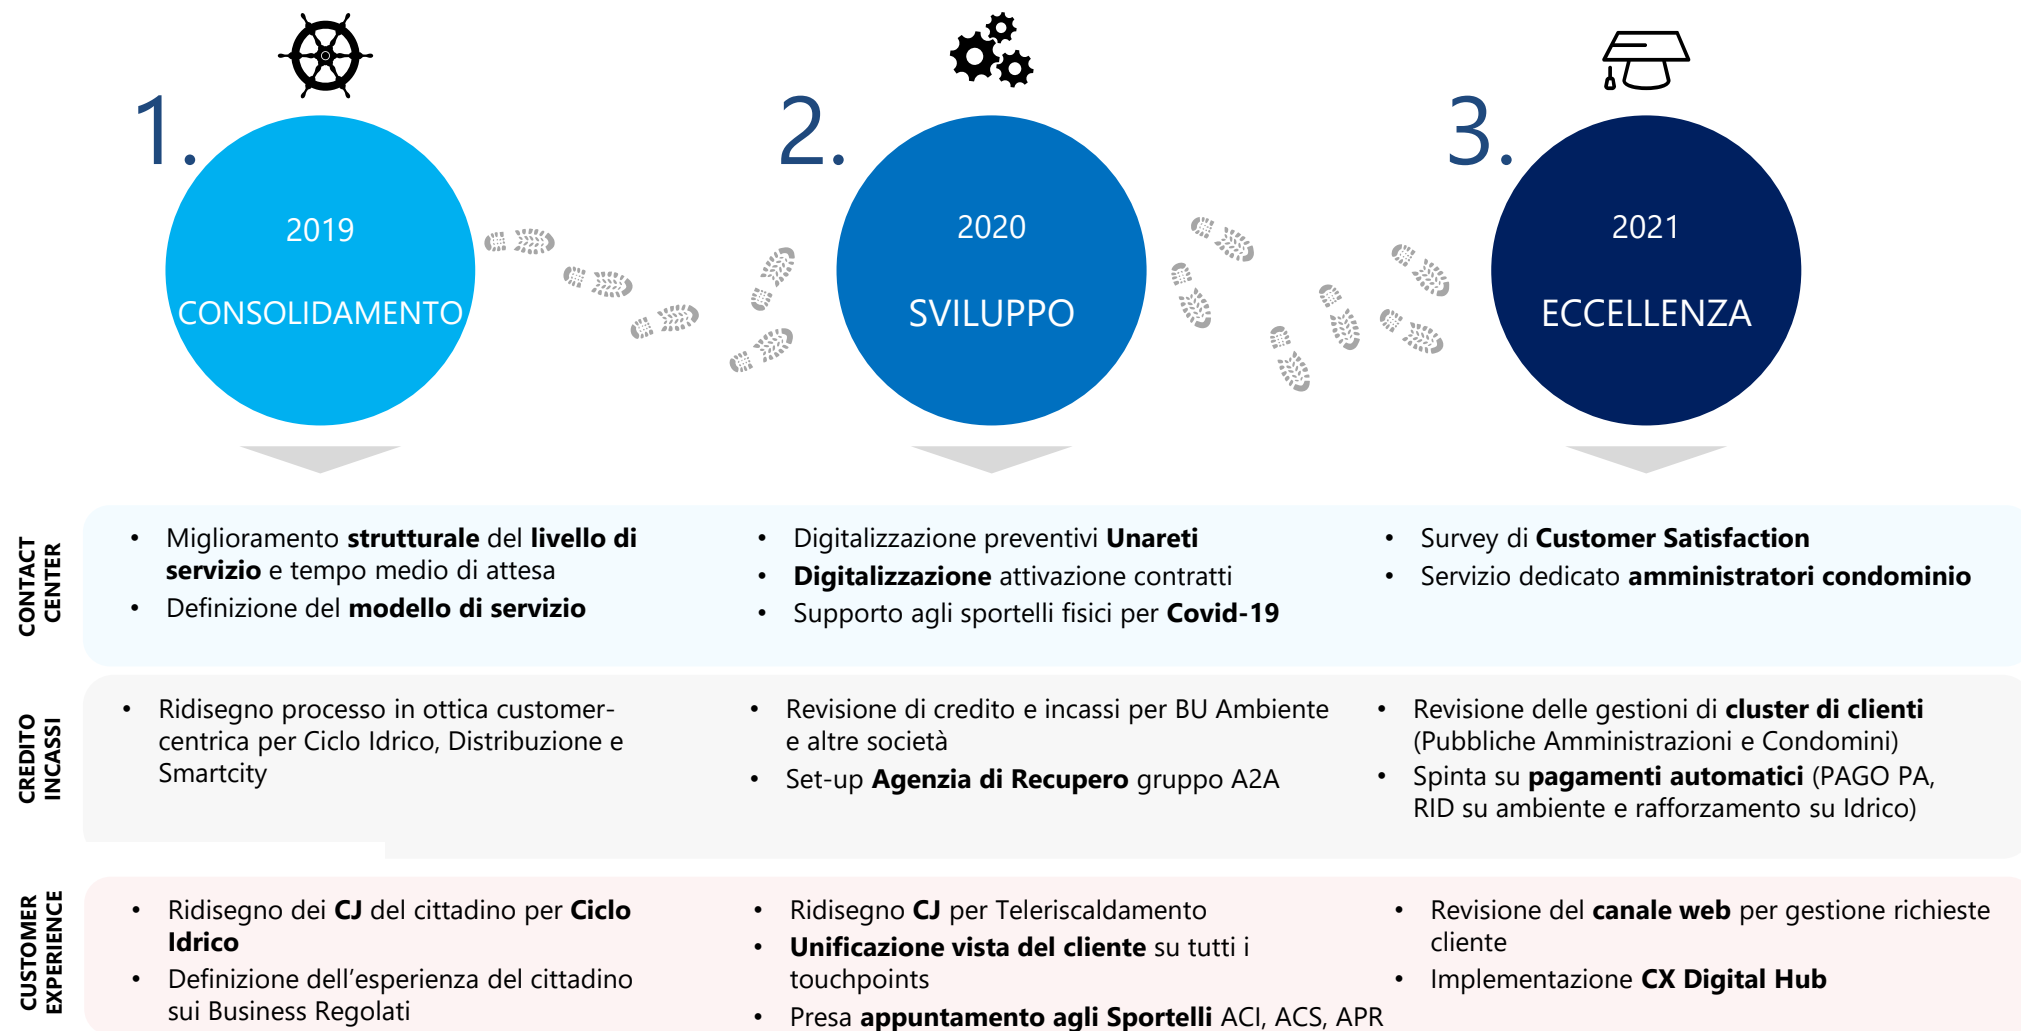 1.
2019
CONSOLIDAMENTO
2.
2020
SVILUPPO
3.
2021
ECCELLENZA
CONTACT
CENTER
• Miglioramento strutturale del livello di
servizio e tempo medio di attesa
• Definizione del modello di servizio
• Digitalizzazione preventivi Unareti
• Digitalizzazione attivazione contratti
• Supporto agli sportelli fisici per Covid-19
• Survey di Customer Satisfaction
• Servizio dedicato amministratori condominio
CREDITO
INCASSI
• Ridisegno processo in ottica customer-
centrica per Ciclo Idrico, Distribuzione e
Smartcity
• Revisione di credito e incassi per BU Ambiente
e altre società
• Set-up Agenzia di Recupero gruppo A2A
• Revisione delle gestioni di cluster di clienti
(Pubbliche Amministrazioni e Condomini)
• Spinta su pagamenti automatici (PAGO PA,
RID su ambiente e rafforzamento su Idrico)
CUSTOMER
EXPERIENCE
• Ridisegno dei CJ del cittadino per Ciclo
Idrico
• Definizione dell’esperienza del cittadino
sui Business Regolati
• Ridisegno CJ per Teleriscaldamento
• Unificazione vista del cliente su tutti i
touchpoints
• Presa appuntamento agli Sportelli ACI, ACS, APR
• Revisione del canale web per gestione richieste
cliente
• Implementazione CX Digital Hub